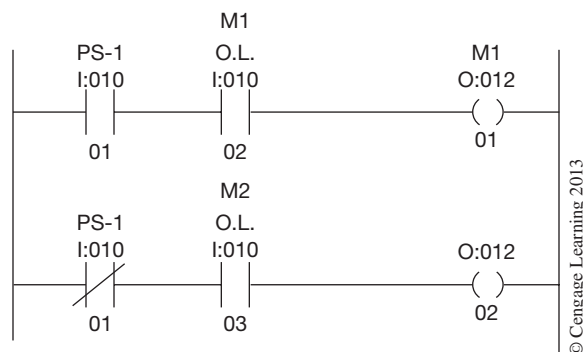 M1
PS-1 O.L. M1
I:010 I:010 O:012
01 02 01
M2
PS-1 O.L.
I:010 I:010 O:012
01 03 02
© Cengage Learning 2013